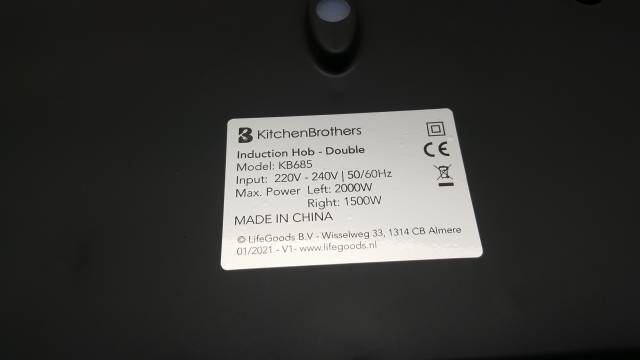 KitchenBrothers
Induction Hob - Double
Model: KB685
Input: 220V - 240V | 50/60Hz
Max. Power Left: 2000W
Right: 1500W
MADE IN CHINA
© LifeGoods B.V - Wisselweg 33, 1314 CB Almere
01/2021 - V1- www.lifegoods.nl